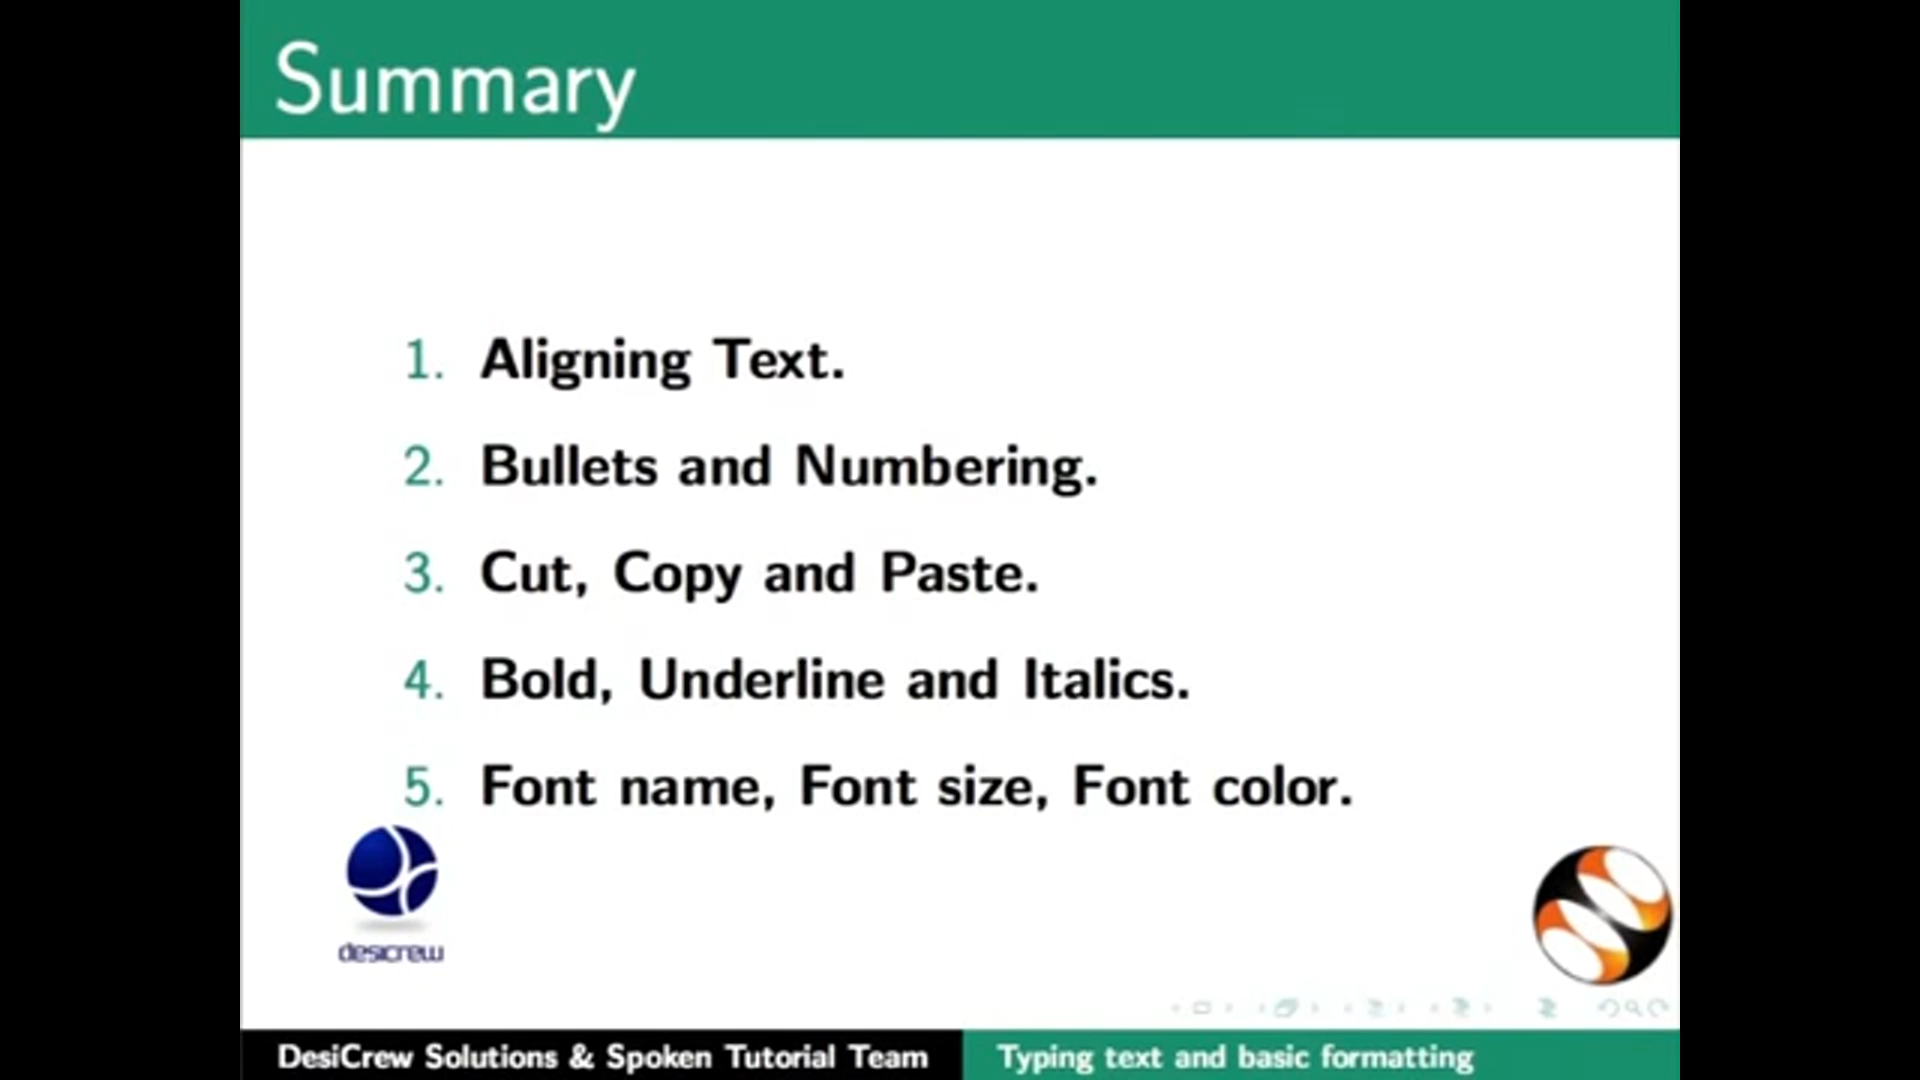 Summary
1. Aligning Text.
2. Bullets and Numbering.
3. Cut, Copy and Paste.
4. Bold, Underline and Italics.
5. Font name, Font size, Font color.
desicrew
DesiCrew Solutions & Spoken Tutorial Team
Typing text and basic formatting